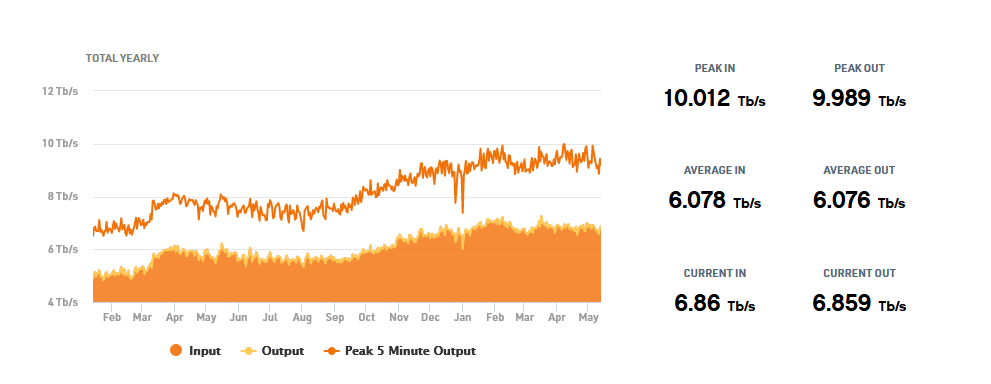 TOTAL YEARLY
12 Tb/s
10 Tb/s
8 Tb/s
6 Tb/s
4 Tb/s
Feb Mar Apr May Jun Jul Aug Sep Oct Nov Dec Jan Feb Mar Apr May
Input Output Peak 5 Minute Output
PEAK IN PEAK OUT
10.012 Tb/s 9.989 Tb/s
AVERAGE IN AVERAGE OUT
6.078 Tb/s 6.076 Tb/s
CURRENT IN CURRENT OUT
6.86 Tb/s 6.859 Tb/s